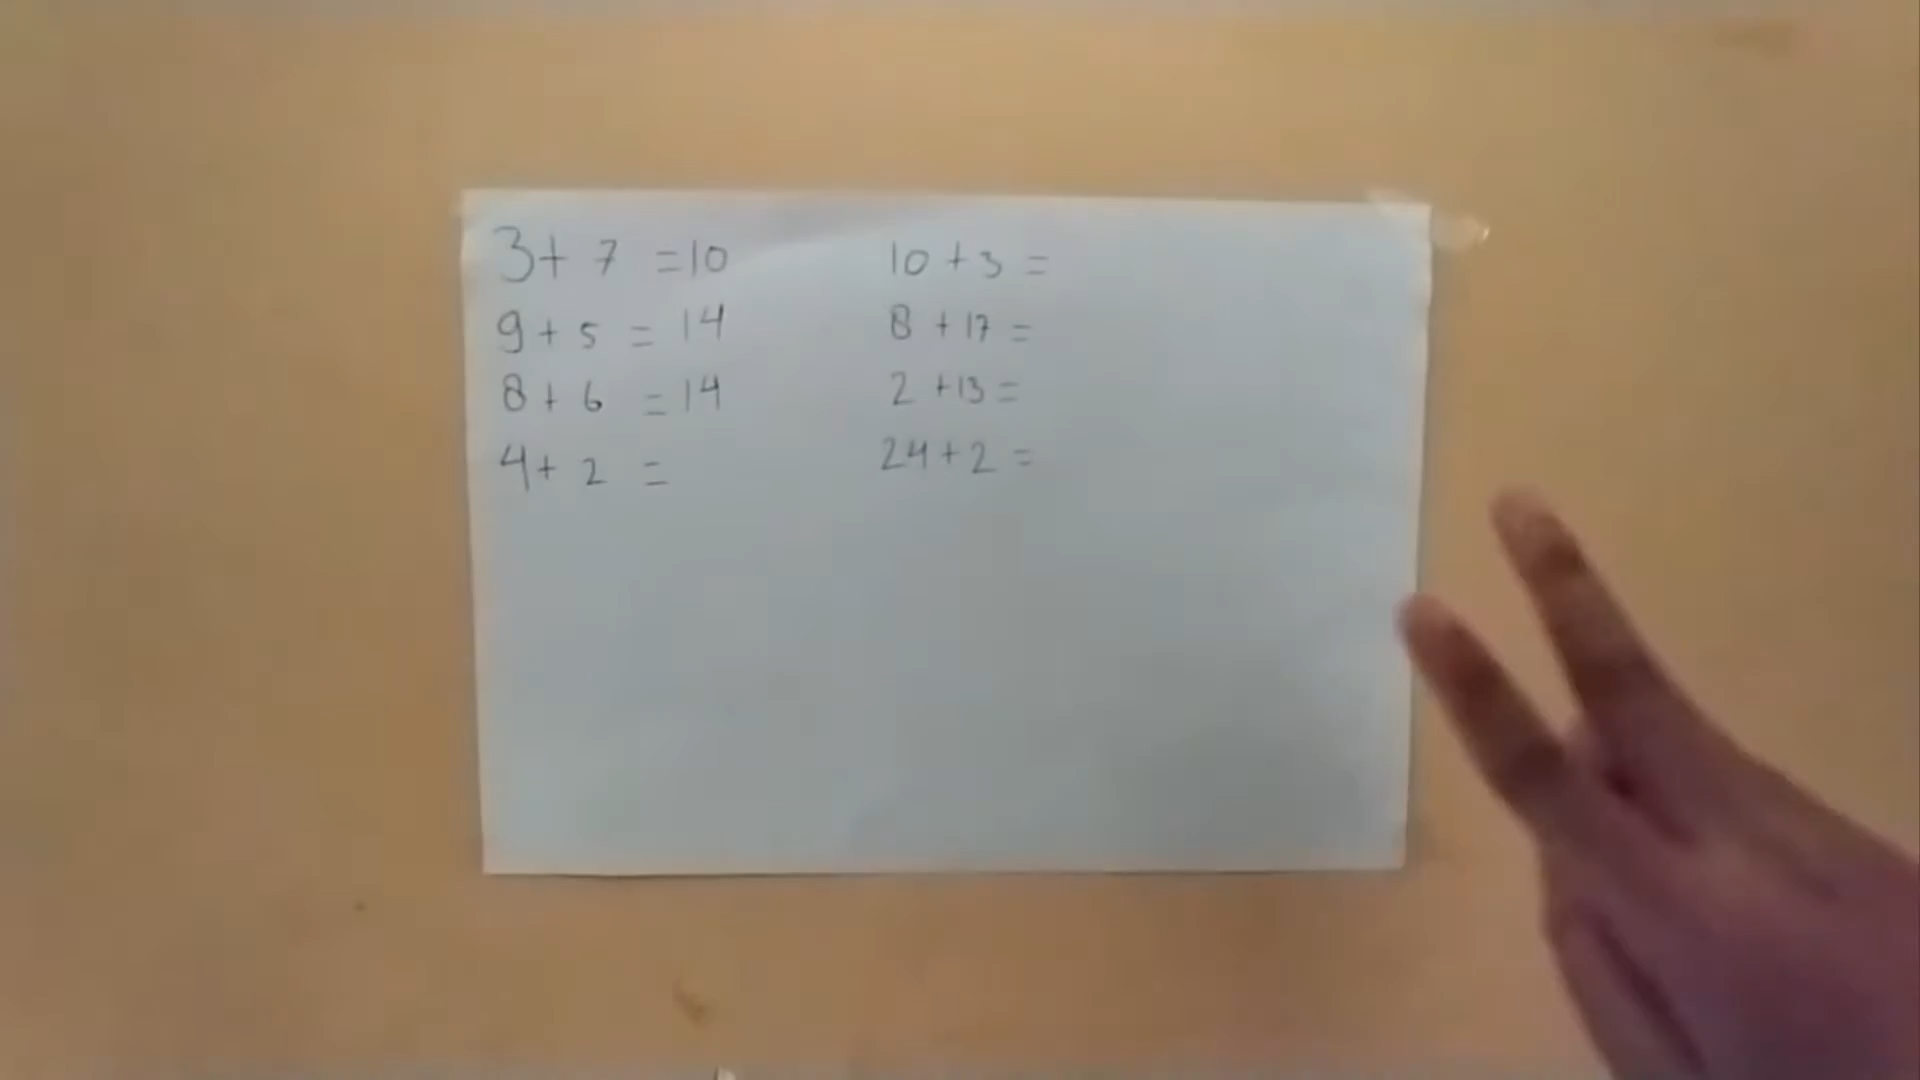 3+ 7 =10
9 + 5 = 14
8 + 6 = 14
4+ 2 =
10 + 3 =
8 + 17 =
2 +13 =
24+2 =